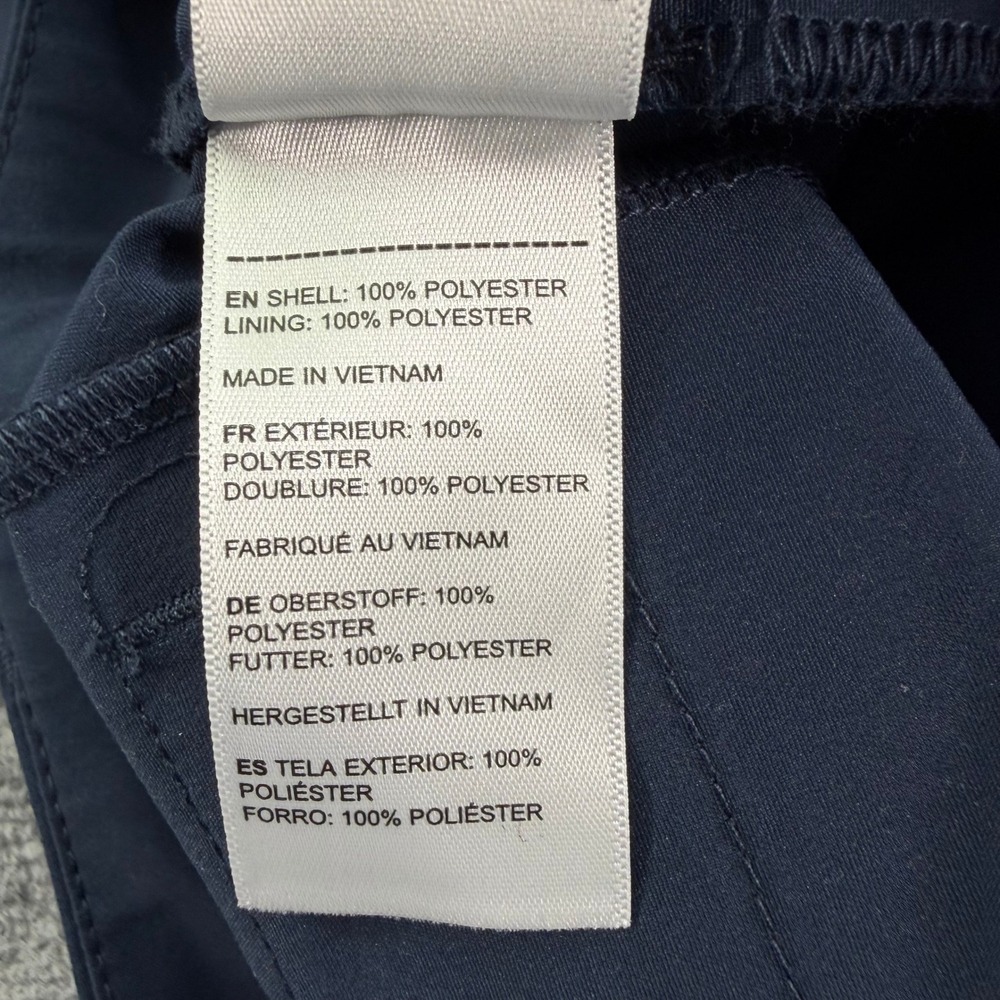 EN SHELL: 100% POLYESTER
LINING: 100% POLYESTER
MADE IN VIETNAM
FR EXTÉRIEUR: 100%
POLYESTER
DOUBLURE: 100% POLYESTER
FABRIQUÉ AU VIETNAM
DE OBERSTOFF: 100%
POLYESTER
FUTTER: 100% POLYESTER
HERGESTELLT IN VIETNAM
ES TELA EXTERIOR: 100%
POLIÉSTER
FORRO: 100% POLIÉSTER